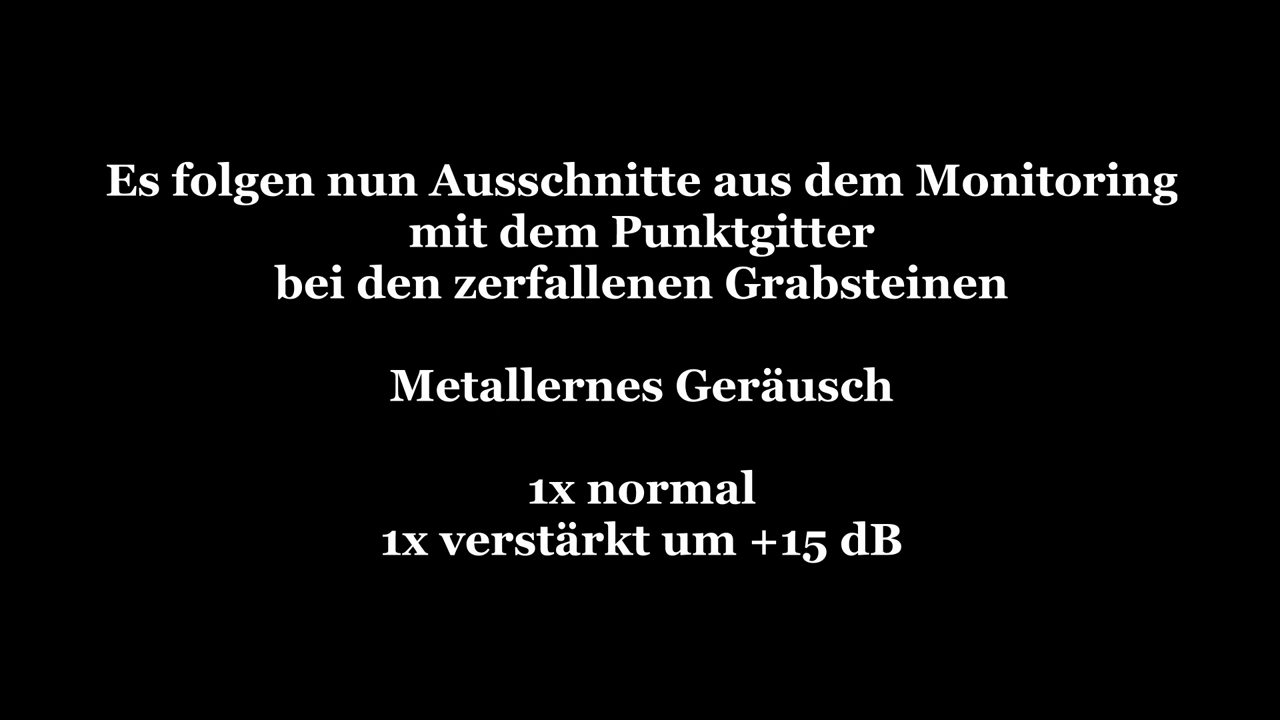 Es folgen nun Ausschnitte aus dem Monitoring
mit dem Punktgitter
bei den zerfallenen Grabsteinen
Metallernes Geräusch
1x normal
1x verstärkt um +15 dB